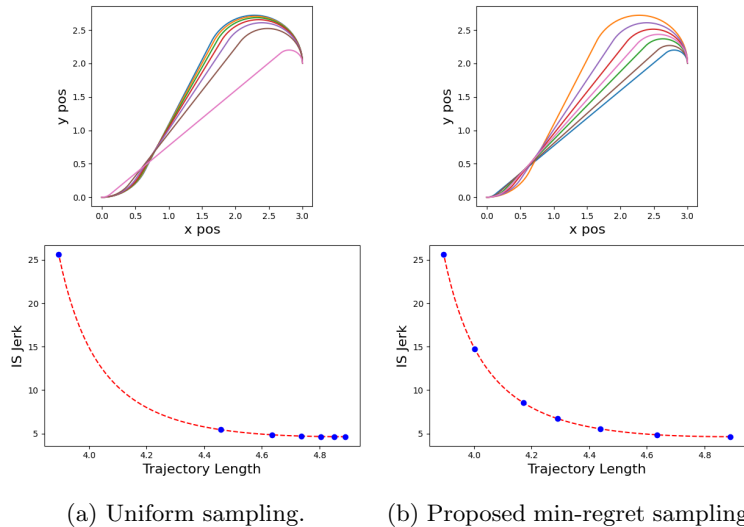 2.5
2.0
1.5
1.0
0.5
0.0
y pos
0.0 0.5 1.0 1.5 2.0 2.5 3.0
x pos
2.5
2.0
1.5
1.0
0.5
0.0
y pos
0.0 0.5 1.0 1.5 2.0 2.5 3.0
x pos
25
20
15
10
5
IS Jerk
4.0 4.2 4.4 4.6 4.8
Trajectory Length
25
20
15
10
5
IS Jerk
4.0 4.2 4.4 4.6 4.8
Trajectory Length
(a) Uniform sampling.
(b) Proposed min-regret sampling